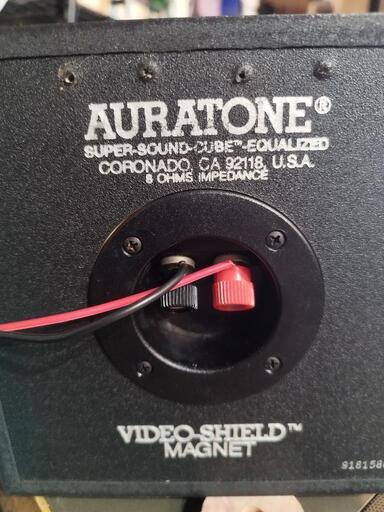 AURATONE®
SUPER-SOUND-CUBE™-EQUALIZED
CORONADO, CA 92118, U.S.A.
8 OHMS IMPEDANCE
VIDEO-SHIELD™
MAGNET